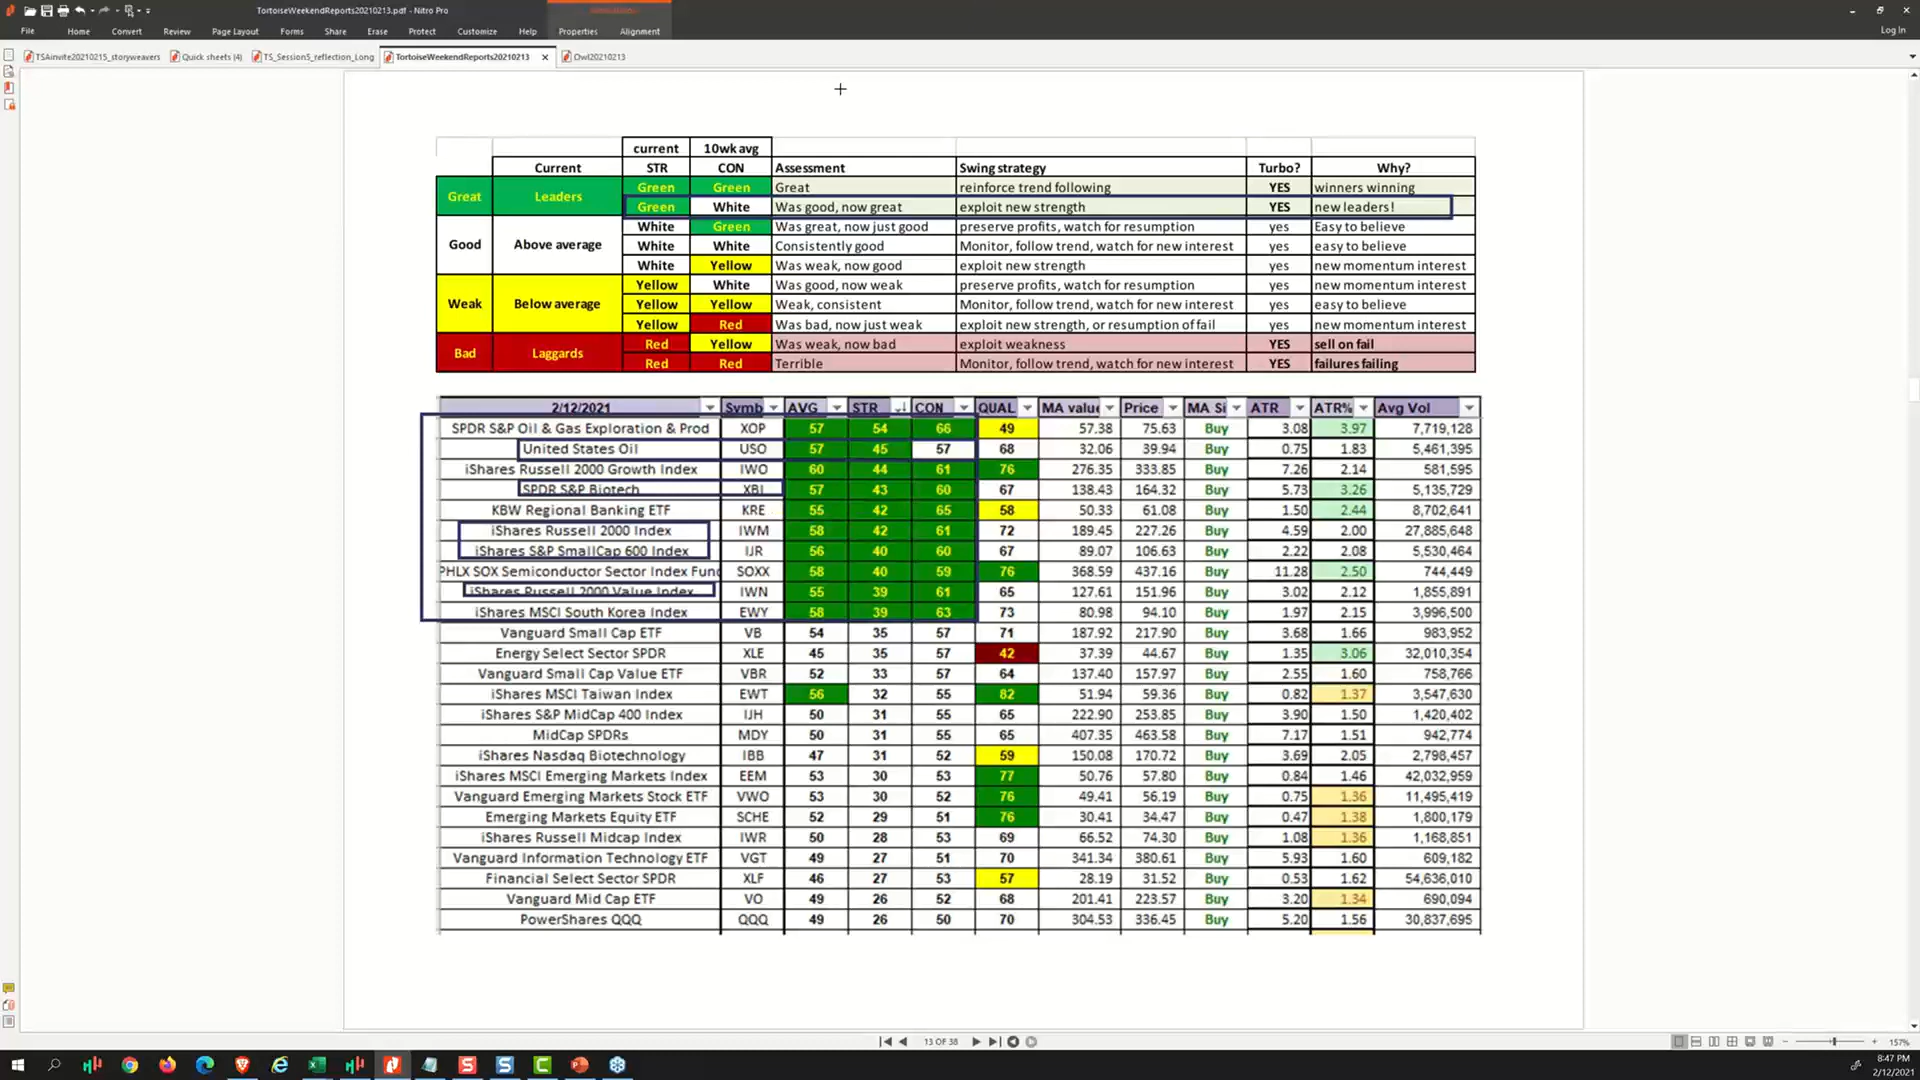 TortoiseWeekendReports20210213.pdf - Nitro Pro
File Home Convert Review Page Layout Forms Share Erase Protect Customize Help Properties Alignment Log In
TSAinvite20210215_storyweavers Quick sheets (4) TS_Session5_reflection_Long TortoiseWeekendReports20210213 Owl20210213
current 10wk avg
Current STR CON Assessment Swing strategy Turbo? Why?
Great Leaders
Green Green Great reinforce trend following YES winners winning
Green White Was good, now great exploit new strength YES new leaders!
Good Above average
White Green Was great, now just good preserve profits, watch for resumption yes Easy to believe
White White Consistently good Monitor, follow trend, watch for new interest yes easy to believe
White Yellow Was weak, now good exploit new strength yes new momentum interest
Weak Below average
Yellow White Was good, now weak preserve profits, watch for resumption yes new momentum interest
Yellow Yellow Weak, consistent Monitor, follow trend, watch for new interest yes easy to believe
Yellow Red Was bad, now just weak exploit new strength, or resumption of fail yes new momentum interest
Bad Laggards
Red Yellow Was weak, now bad exploit weakness YES sell on fail
Red Red Terrible Monitor, follow trend, watch for new interest YES failures failing
2/12/2021 Symb AVG STR CON QUAL MA value Price MA Si ATR ATR% Avg Vol
SPDR S&P Oil & Gas Exploration & Prod XOP 57 54 66 49 57.38 75.63 Buy 3.08 3.97 7,719,128
United States Oil USO 57 45 57 68 32.06 39.94 Buy 0.75 1.83 5,461,395
iShares Russell 2000 Growth Index IWO 60 44 61 76 276.35 333.85 Buy 7.26 2.14 581,595
SPDR S&P Biotech XBI 57 43 60 67 138.43 164.32 Buy 5.73 3.26 5,135,729
KBW Regional Banking ETF KRE 55 42 65 58 50.33 61.08 Buy 1.50 2.44 8,702,641
iShares Russell 2000 Index IWM 58 42 61 72 189.45 227.26 Buy 4.59 2.00 27,885,648
iShares S&P SmallCap 600 Index IJR 56 40 60 67 89.07 106.63 Buy 2.22 2.08 5,530,464
PHLX SOX Semiconductor Sector Index Fund SOXX 58 40 59 76 368.59 437.16 Buy 11.28 2.50 744,449
iShares Russell 2000 Value Index IWN 55 39 61 65 127.61 151.96 Buy 3.02 2.12 1,855,891
iShares MSCI South Korea Index EWY 58 39 63 73 80.98 94.10 Buy 1.97 2.15 3,996,500
Vanguard Small Cap ETF VB 54 35 57 71 187.92 217.90 Buy 3.68 1.66 983,952
Energy Select Sector SPDR XLE 45 35 57 42 37.39 44.67 Buy 1.35 3.06 32,010,354
Vanguard Small Cap Value ETF VBR 52 33 57 64 137.40 157.97 Buy 2.55 1.60 758,766
iShares MSCI Taiwan Index EWT 56 32 55 82 51.94 59.36 Buy 0.82 1.37 3,547,630
iShares S&P MidCap 400 Index IJH 50 31 55 65 222.90 253.85 Buy 3.90 1.50 1,420,402
MidCap SPDRs MDY 50 31 55 65 407.35 463.58 Buy 7.17 1.51 942,774
iShares Nasdaq Biotechnology IBB 47 31 52 59 150.08 170.72 Buy 3.69 2.05 2,798,457
iShares MSCI Emerging Markets Index EEM 53 30 53 77 50.76 57.80 Buy 0.84 1.46 42,032,959
Vanguard Emerging Markets Stock ETF VWO 53 30 52 76 49.41 56.19 Buy 0.75 1.36 11,495,419
Emerging Markets Equity ETF SCHE 52 29 51 76 30.41 34.47 Buy 0.47 1.38 1,800,179
iShares Russell Midcap Index IWR 50 28 53 69 66.52 74.30 Buy 1.08 1.36 1,168,851
Vanguard Information Technology ETF VGT 49 27 51 70 341.34 380.61 Buy 5.93 1.60 609,182
Financial Select Sector SPDR XLF 46 27 53 57 28.19 31.52 Buy 0.53 1.62 54,636,010
Vanguard Mid Cap ETF VO 49 26 52 68 201.41 223.57 Buy 3.20 1.34 690,094
PowerShares QQQ QQQ 49 26 50 70 304.53 336.45 Buy 5.20 1.56 30,837,695
13 OF 38 157%
8:47 PM
2/12/2021